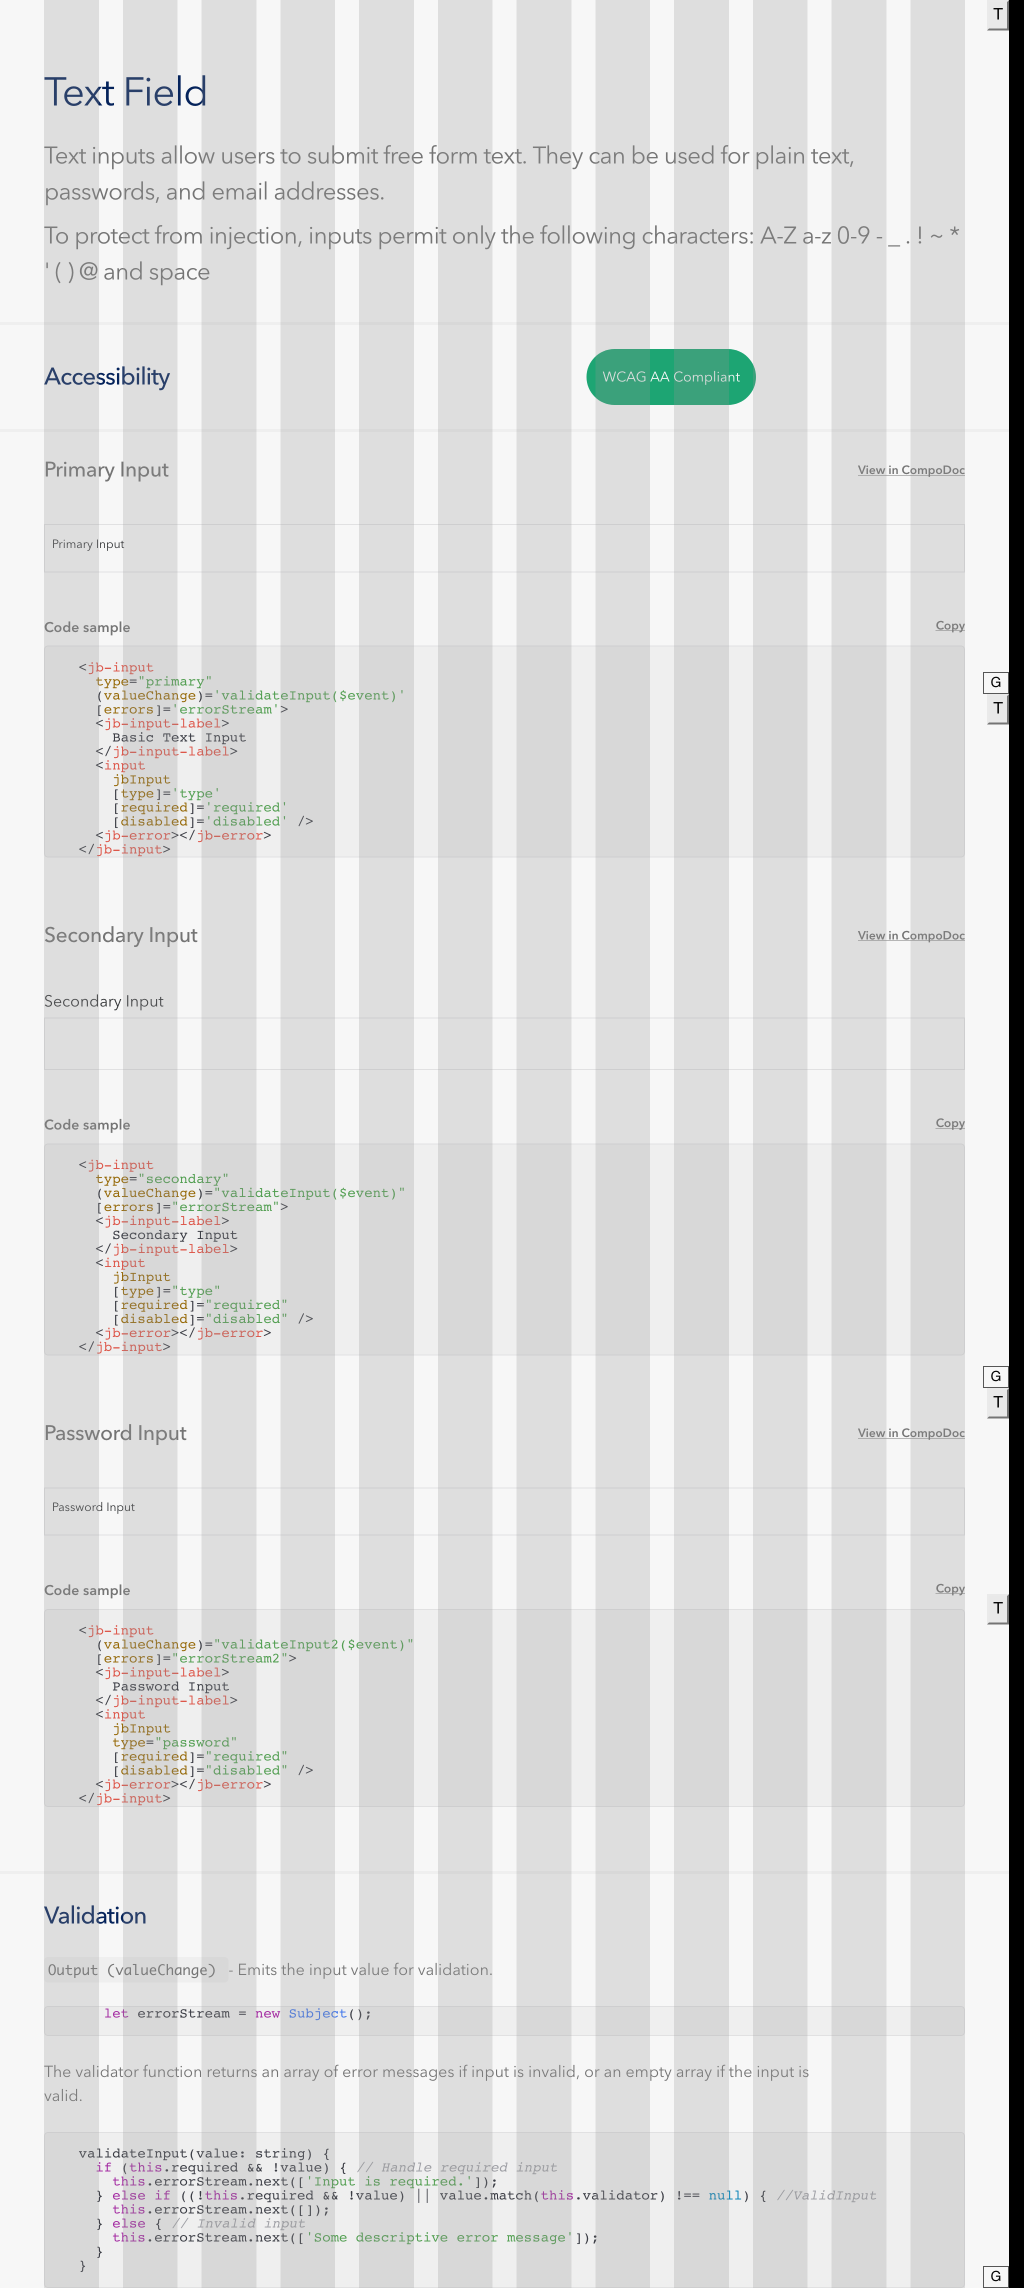 T
Text Field
Text inputs allow users to submit free form text. They can be used for plain text,
passwords, and email addresses.
To protect from injection, inputs permit only the following characters: A-Z a-z 0-9 - _ . ! ~ *
' ( ) @ and space
Accessibility
WCAG AA Compliant
Primary Input
View in CompoDoc
Primary Input
Code sample
Copy
<jb-input
type="primary"
(valueChange)='validateInput($event)'
[errors]='errorStream'>
<jb-input-label>
Basic Text Input
</jb-input-label>
<input
jbInput
[type]='type'
[required]='required'
[disabled]='disabled' />
<jb-error></jb-error>
</jb-input>
G
T
Secondary Input
View in CompoDoc
Secondary Input
Code sample
Copy
<jb-input
type="secondary"
(valueChange)="validateInput($event)"
[errors]="errorStream">
<jb-input-label>
Secondary Input
</jb-input-label>
<input
jbInput
[type]="type"
[required]="required"
[disabled]="disabled" />
<jb-error></jb-error>
</jb-input>
G
T
Password Input
View in CompoDoc
Password Input
Code sample
Copy
T
<jb-input
(valueChange)="validateInput2($event)"
[errors]="errorStream2">
<jb-input-label>
Password Input
</jb-input-label>
<input
jbInput
type="password"
[required]="required"
[disabled]="disabled" />
<jb-error></jb-error>
</jb-input>
Validation
Output (valueChange) - Emits the input value for validation.
let errorStream = new Subject();
The validator function returns an array of error messages if input is invalid, or an empty array if the input is
valid.
validateInput(value: string) {
if (this.required && !value) { // Handle required input
this.errorStream.next(['Input is required.']);
} else if ((!this.required && !value) || value.match(this.validator) !== null) { //ValidInput
this.errorStream.next([]);
} else { // Invalid input
this.errorStream.next(['Some descriptive error message']);
}
}
G